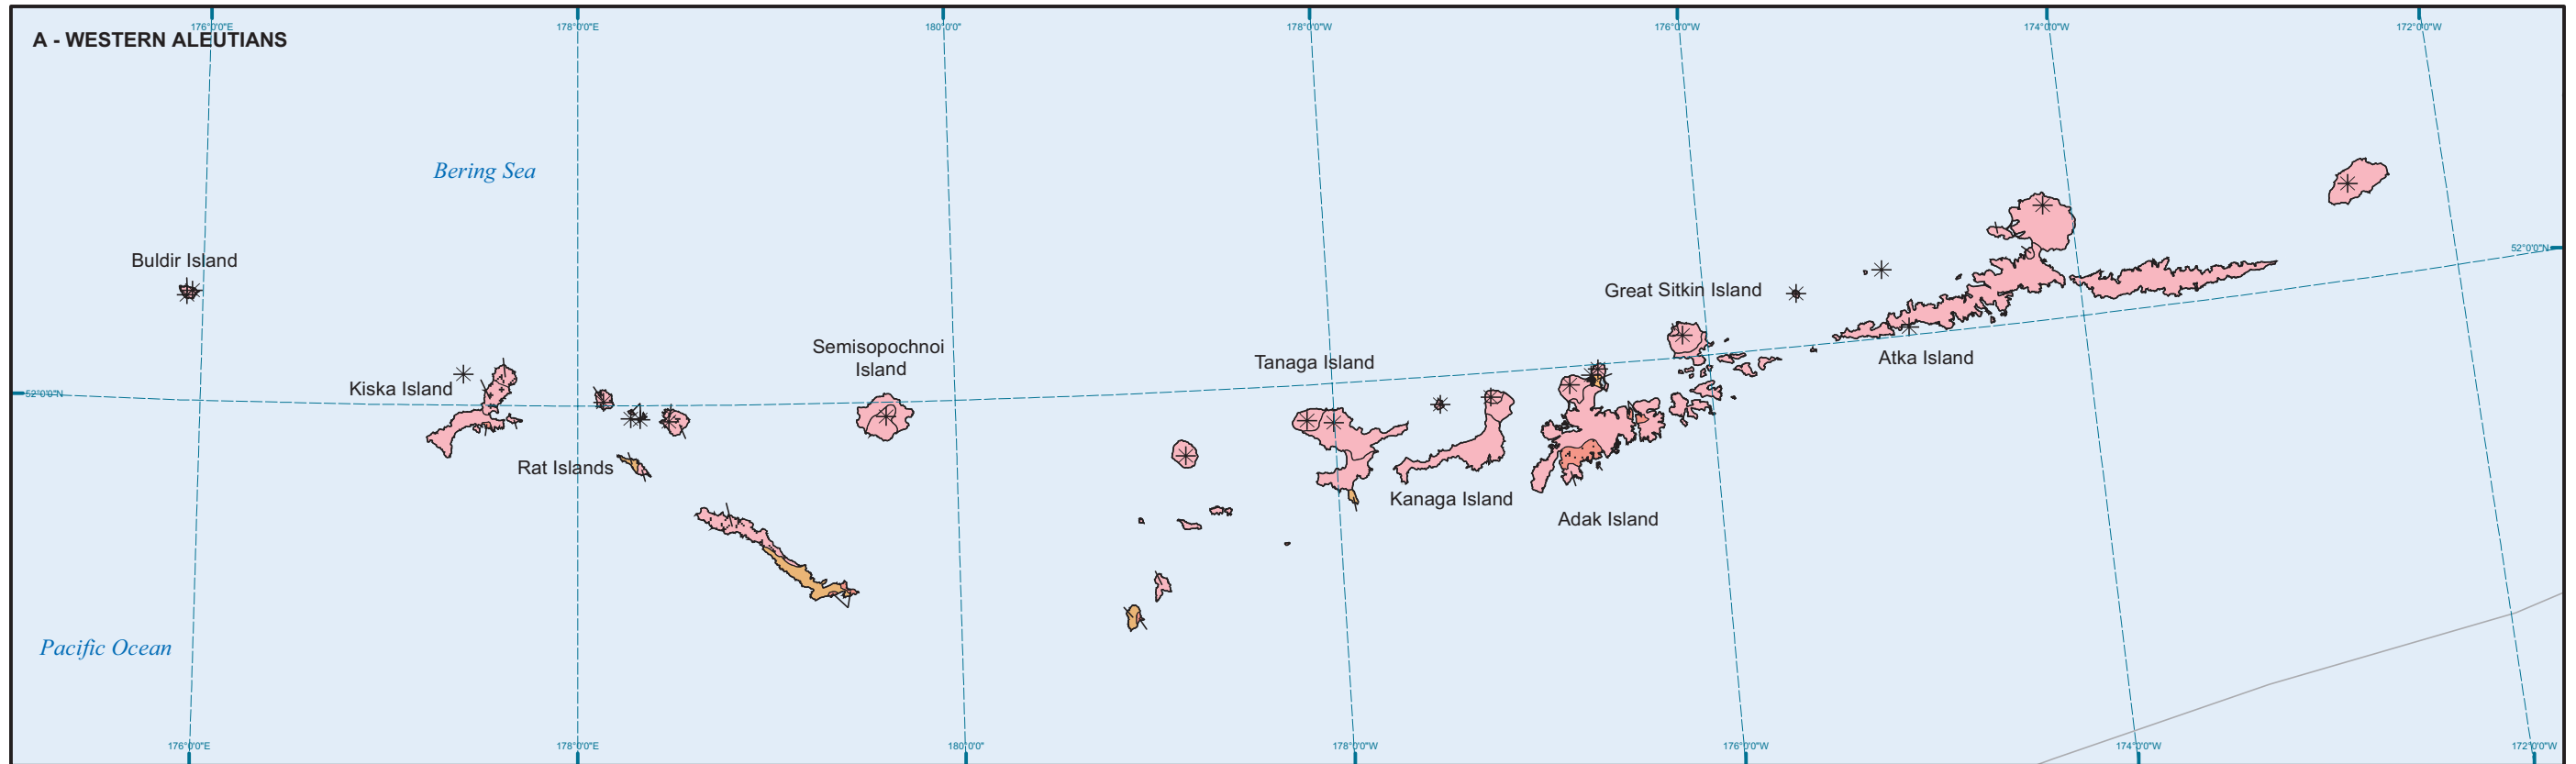 176°0'0"E
178°0'0"E
180°0'0"
178°0'0"W
176°0'0"W
174°0'0"W
172°0'0"W
A - WESTERN ALEUTIANS
Bering Sea
Buldir Island
52°0'0"N
Great Sitkin Island
Semisopochnoi
Island
Tanaga Island
Atka Island
Kiska Island
52°0'0"N
Rat Islands
Kanaga Island
Adak Island
Pacific Ocean
176°0'0"E
178°0'0"E
180°0'0"
178°0'0"W
176°0'0"W
174°0'0"W
172°0'0"W